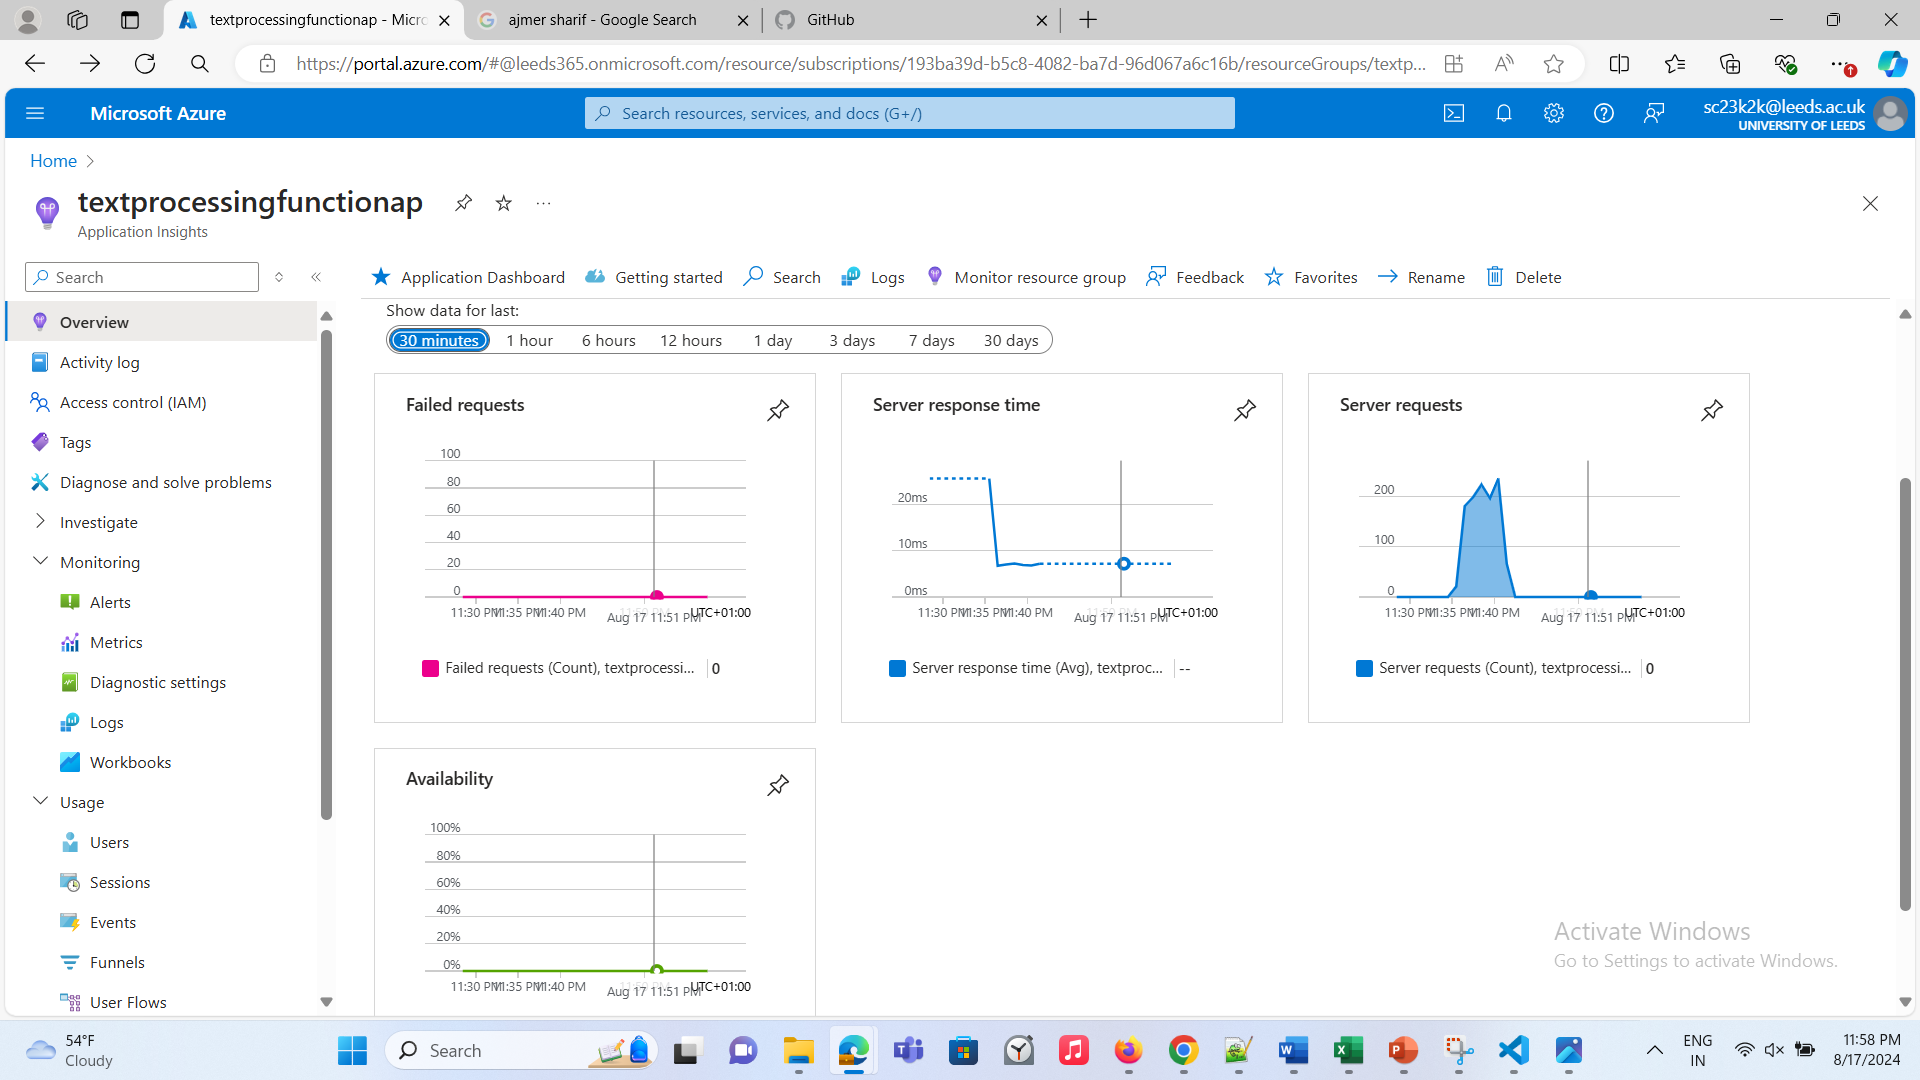 textprocessingfunctionap - Micro
ajmer sharif - Google Search
GitHub
https://portal.azure.com/#@leeds365.onmicrosoft.com/resource/subscriptions/193ba39d-b5c8-4082-ba7d-96d067a6c16b/resourceGroups/textp...
Microsoft Azure
Search resources, services, and docs (G+/)
sc23k2k@leeds.ac.uk
UNIVERSITY OF LEEDS
Home
textprocessingfunctionap
Application Insights
Search
Application Dashboard
Getting started
Search
Logs
Monitor resource group
Feedback
Favorites
Rename
Delete
Overview
Activity log
Access control (IAM)
Tags
Diagnose and solve problems
Investigate
Monitoring
Alerts
Metrics
Diagnostic settings
Logs
Workbooks
Usage
Users
Sessions
Events
Funnels
User Flows
Show data for last:
30 minutes 1 hour 6 hours 12 hours 1 day 3 days 7 days 30 days
Failed requests
100
80
60
40
20
0
11:30 PM 11:35 PM 11:40 PM
Aug 17 11:51 PM
UTC+01:00
Failed requests (Count), textprocessi... 0
Server response time
20ms
10ms
0ms
11:30 PM 11:35 PM 11:40 PM
Aug 17 11:51 PM
UTC+01:00
Server response time (Avg), textproc... --
Server requests
200
100
0
11:30 PM 11:35 PM 11:40 PM
Aug 17 11:51 PM
UTC+01:00
Server requests (Count), textprocessi... 0
Availability
100%
80%
60%
40%
20%
0%
11:30 PM 11:35 PM 11:40 PM
Aug 17 11:51 PM
UTC+01:00
Activate Windows
Go to Settings to activate Windows.
54°F
Cloudy
Search
ENG
IN
11:58 PM
8/17/2024